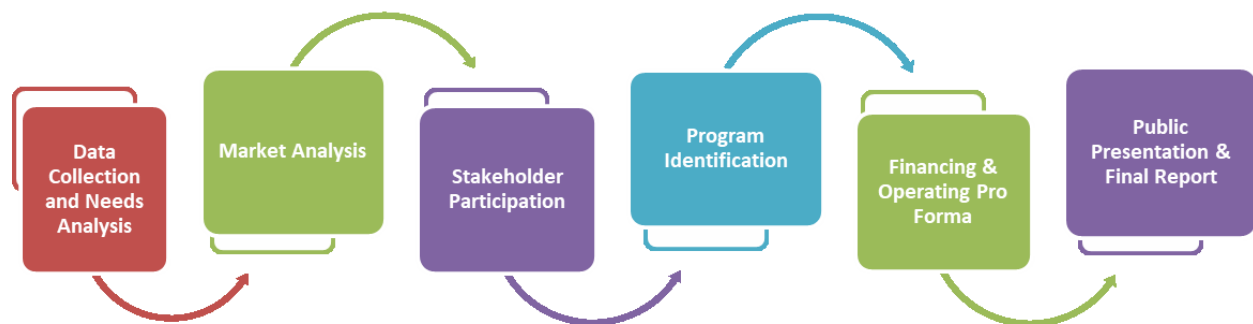 Data
Collection
and Needs
Analysis
Market Analysis
Stakeholder
Participation
Program
Identification
Financing &
Operating Pro
Forma
Public
Presentation &
Final Report